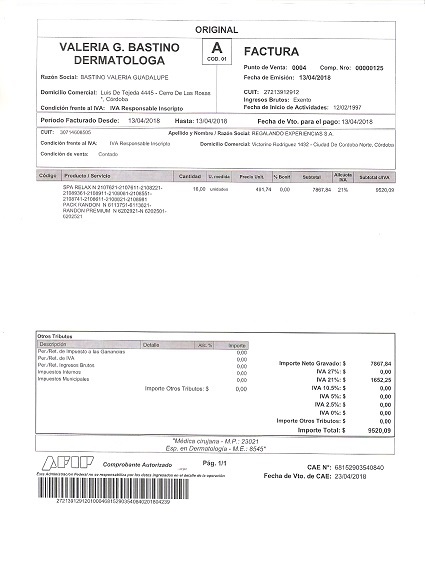 ORIGINAL
VALERIA G. BASTINO
DERMATOLOGA
A
COD. 01
FACTURA
Punto de Venta: 0004 Comp. Nro: 00000125
Fecha de Emisión: 13/04/2018
Razón Social: BASTINO VALERIA GUADALUPE
Domicilio Comercial: Luis De Tejeda 4445 - Cerro De Las Rosas
*, Córdoba
Condición frente al IVA: IVA Responsable Inscripto
CUIT: 27213912912
Ingresos Brutos: Exento
Fecha de Inicio de Actividades: 12/02/1997
Periodo Facturado Desde: 13/04/2018 Hasta: 13/04/2018 Fecha de Vto. para el pago: 13/04/2018
CUIT: 30714608505 Apellido y Nombre / Razón Social: REGALANDO EXPERIENCIAS S.A.
Condición frente al IVA: IVA Responsable Inscripto Domicilio Comercial: Victorino Rodriguez 1432 - Ciudad De Cordoba Norte, Córdoba
Condición de venta: Contado
Código Producto / Servicio Cantidad U. medida Precio Unit. % Bonif Subtotal Alicuota IVA Subtotal c/IVA
SPA RELAX N 2107621-2107611-2108221- 16,00 unidades 491,74 0,00 7867,84 21% 9520,09
2109361-2108911-2108081-2108551-
2108741-2108611-2108021-2108981
PACK RANDON N 6113751-6113621-
RANDON PREMIUM N 6202921-N 6202501-
6202521
Otros Tributos
Descripción Detalle Alíc. % Importe
Per./Ret. de Impuesto a las Ganancias 0,00
Per./Ret. de IVA 0,00
Per./Ret. Ingresos Brutos 0,00
Impuestos Internos 0,00
Impuestos Municipales 0,00
Importe Otros Tributos: $ 0,00
Importe Neto Gravado: $ 7867,84
IVA 27%: $ 0,00
IVA 21%: $ 1652,25
IVA 10.5%: $ 0,00
IVA 5%: $ 0,00
IVA 2.5%: $ 0,00
IVA 0%: $ 0,00
Importe Otros Tributos: $ 0,00
Importe Total: $ 9520,09
"Médica cirujana - M.P.: 23021
Esp. en Dermatología - M.E.: 8545"
AFIP
Comprobante Autorizado
Pág. 1/1
CAE N°: 68152903540840
Fecha de Vto. de CAE: 23/04/2018
Esta Administración Federal no se responsabiliza por los datos ingresados en el detalle de la operación